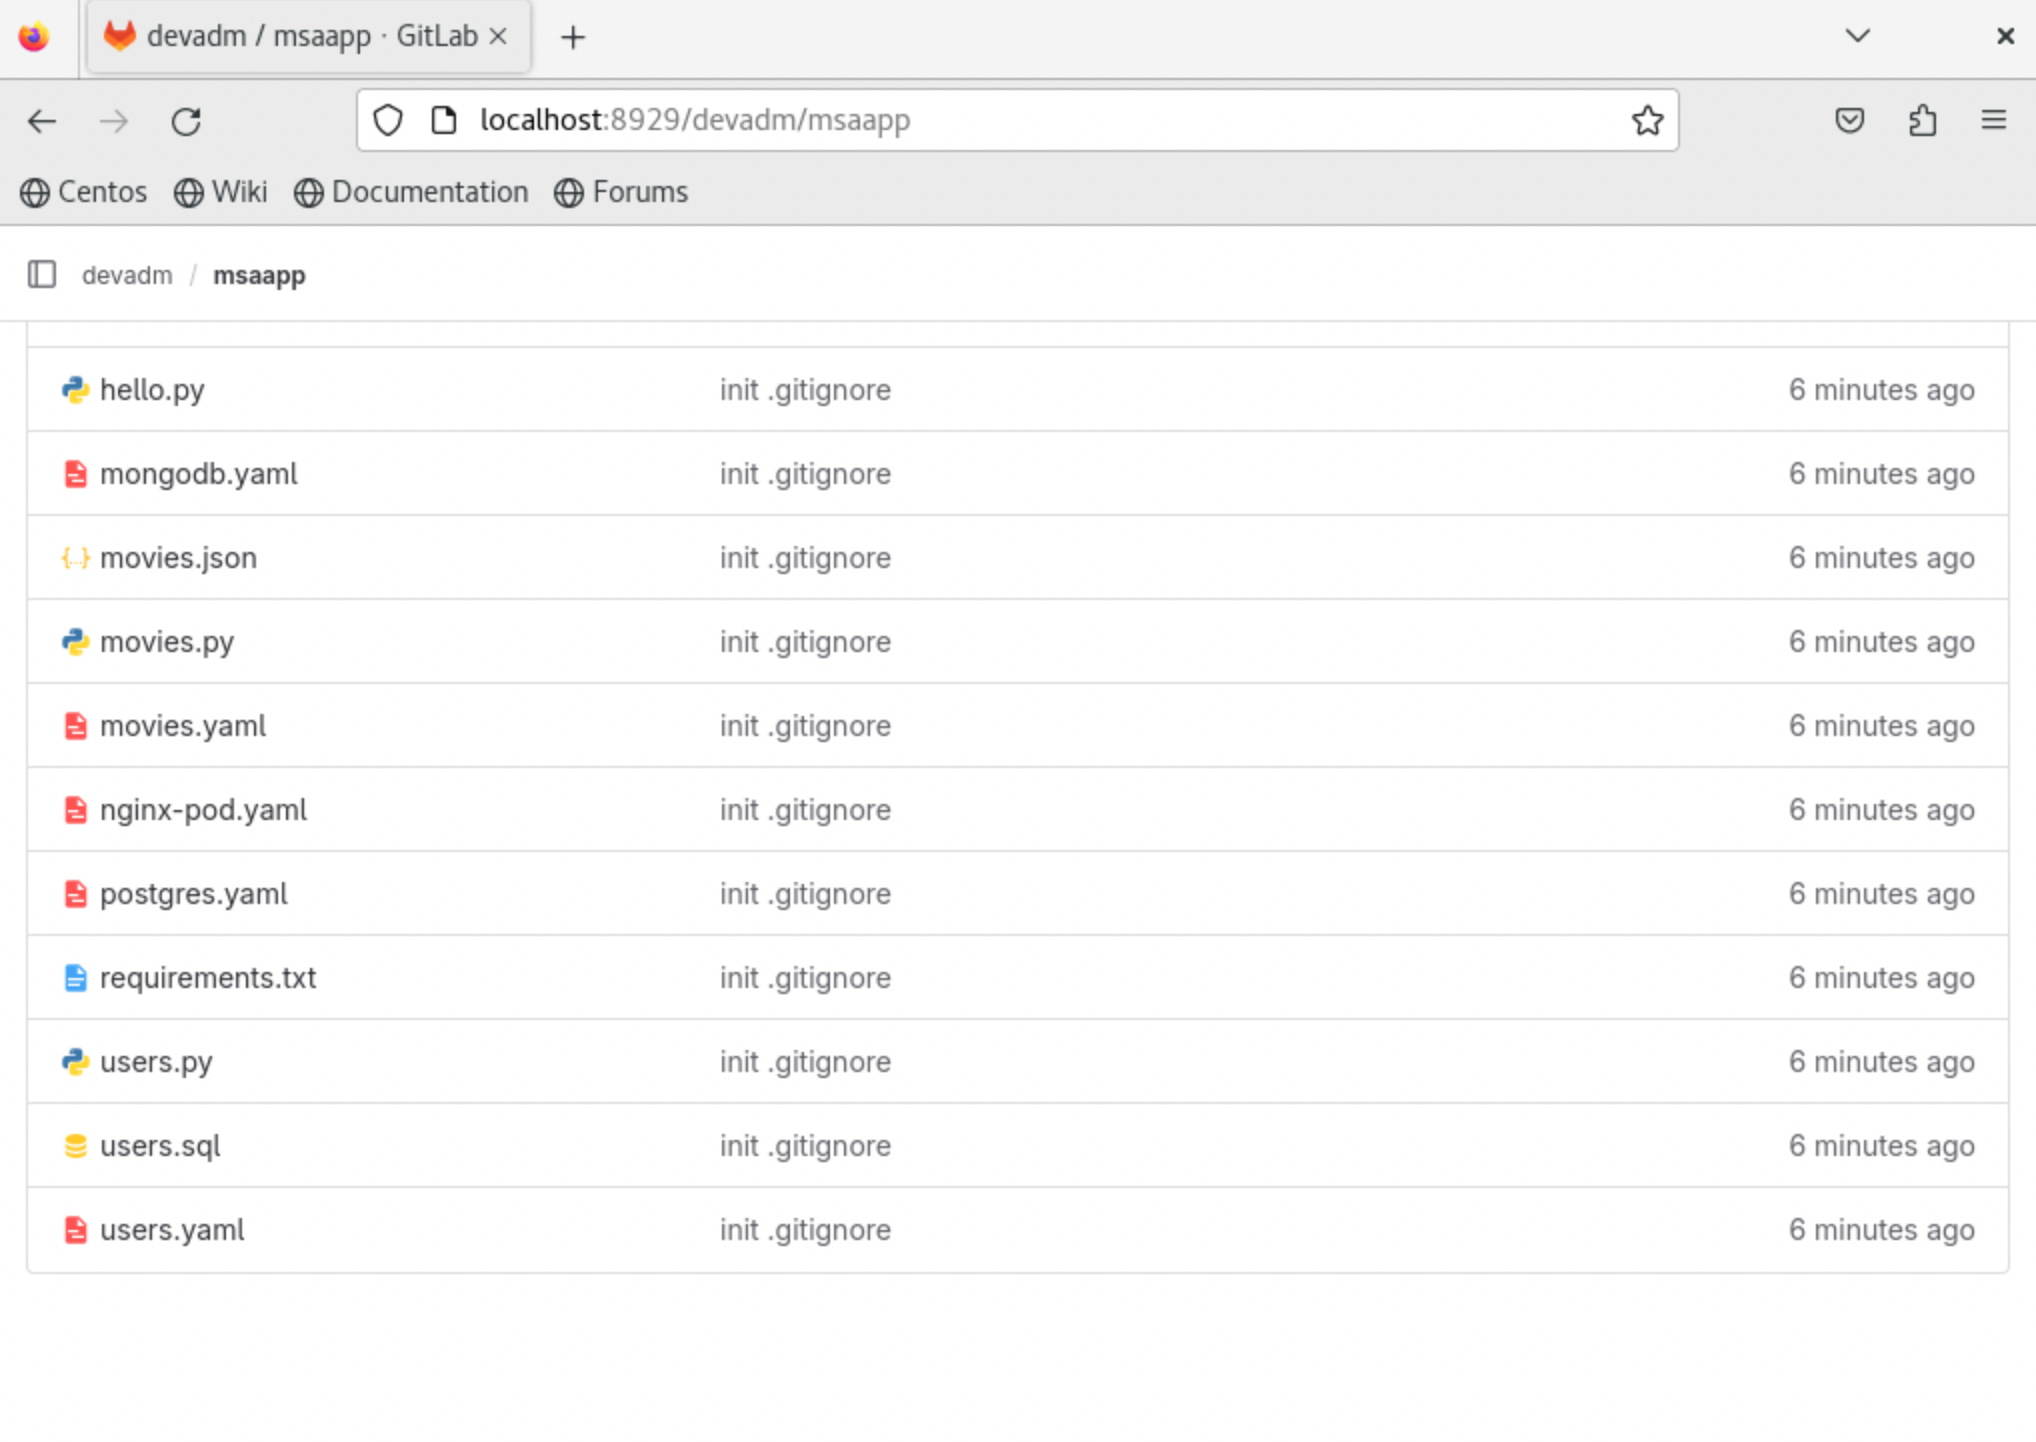 devadm / msaapp · GitLab
localhost:8929/devadm/msaapp
Centos Wiki Documentation Forums
devadm / msaapp
hello.py init .gitignore 6 minutes ago
mongodb.yaml init .gitignore 6 minutes ago
movies.json init .gitignore 6 minutes ago
movies.py init .gitignore 6 minutes ago
movies.yaml init .gitignore 6 minutes ago
nginx-pod.yaml init .gitignore 6 minutes ago
postgres.yaml init .gitignore 6 minutes ago
requirements.txt init .gitignore 6 minutes ago
users.py init .gitignore 6 minutes ago
users.sql init .gitignore 6 minutes ago
users.yaml init .gitignore 6 minutes ago